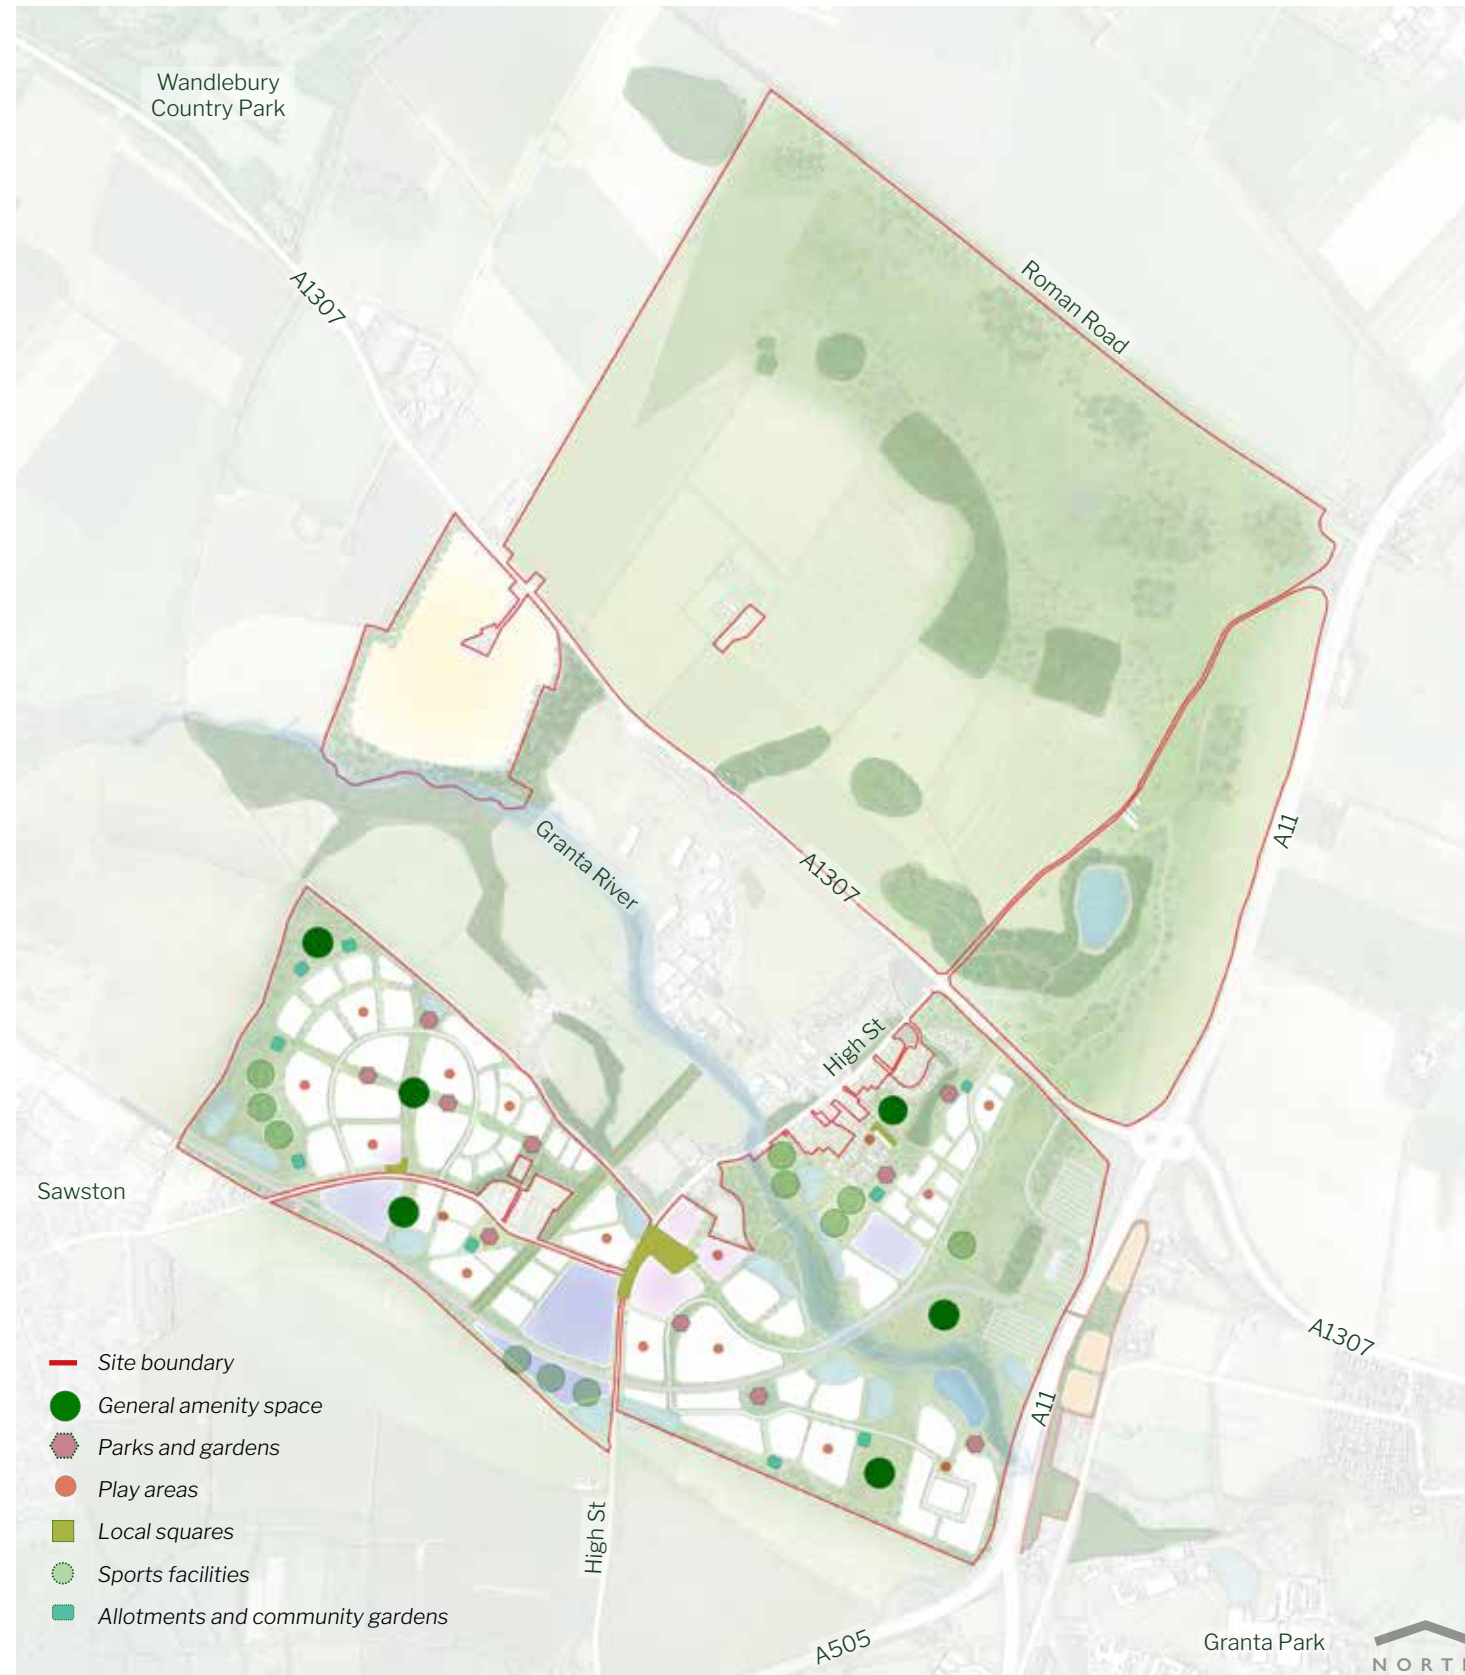 Wandlebury
Country Park
A1307
Roman Road
A11
Granta River
A1307
High St
Sawston
A1307
A11
High St
A505
Granta Park
Site boundary
General amenity space
Parks and gardens
Play areas
Local squares
Sports facilities
Allotments and community gardens